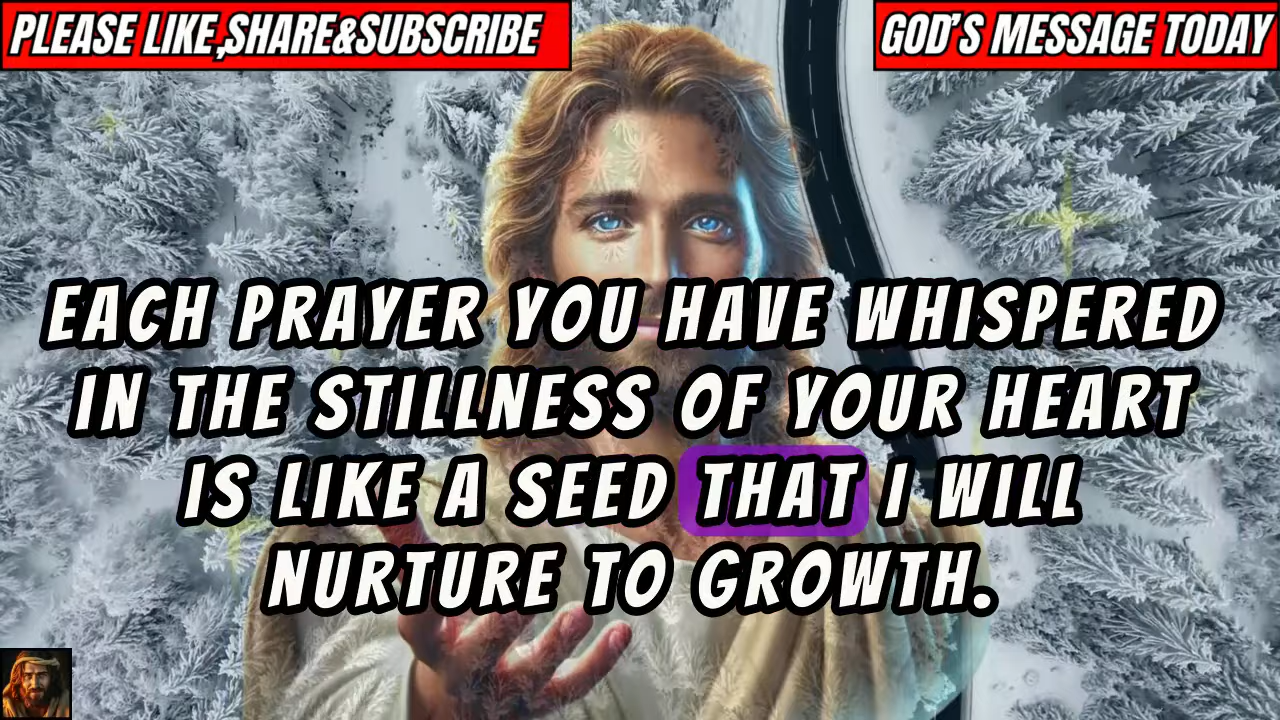 PLEASE LIKE,SHARE&SUBSCRIBE
GOD'S MESSAGE TODAY
EACH PRAYER YOU HAVE WHISPERED
IN THE STILLNESS OF YOUR HEART
IS LIKE A SEED THAT I WILL
NURTURE TO GROWTH.